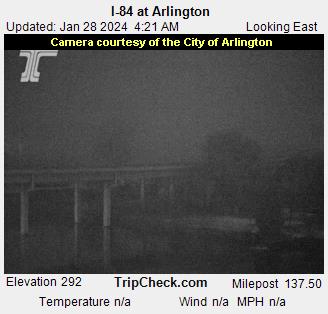 I-84 at Arlington
Updated: Jan 28 2024 4:21 AM Looking East
Camera courtesy of the City of Arlington
Elevation 292 TripCheck.com Milepost 137.50
Temperature n/a Wind n/a MPH n/a